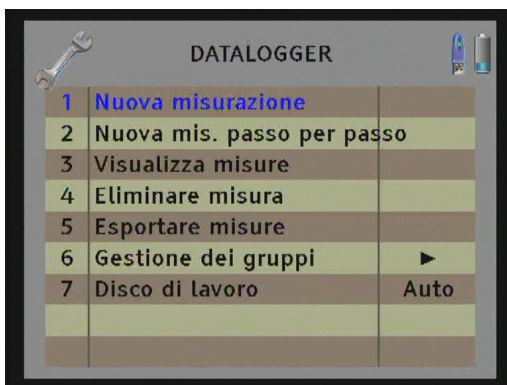 DATALOGGER
1 Nuova misurazione
2 Nuova mis. passo per passo
3 Visualizza misure
4 Eliminare misura
5 Esportare misure
6 Gestione dei gruppi ►
7 Disco di lavoro Auto